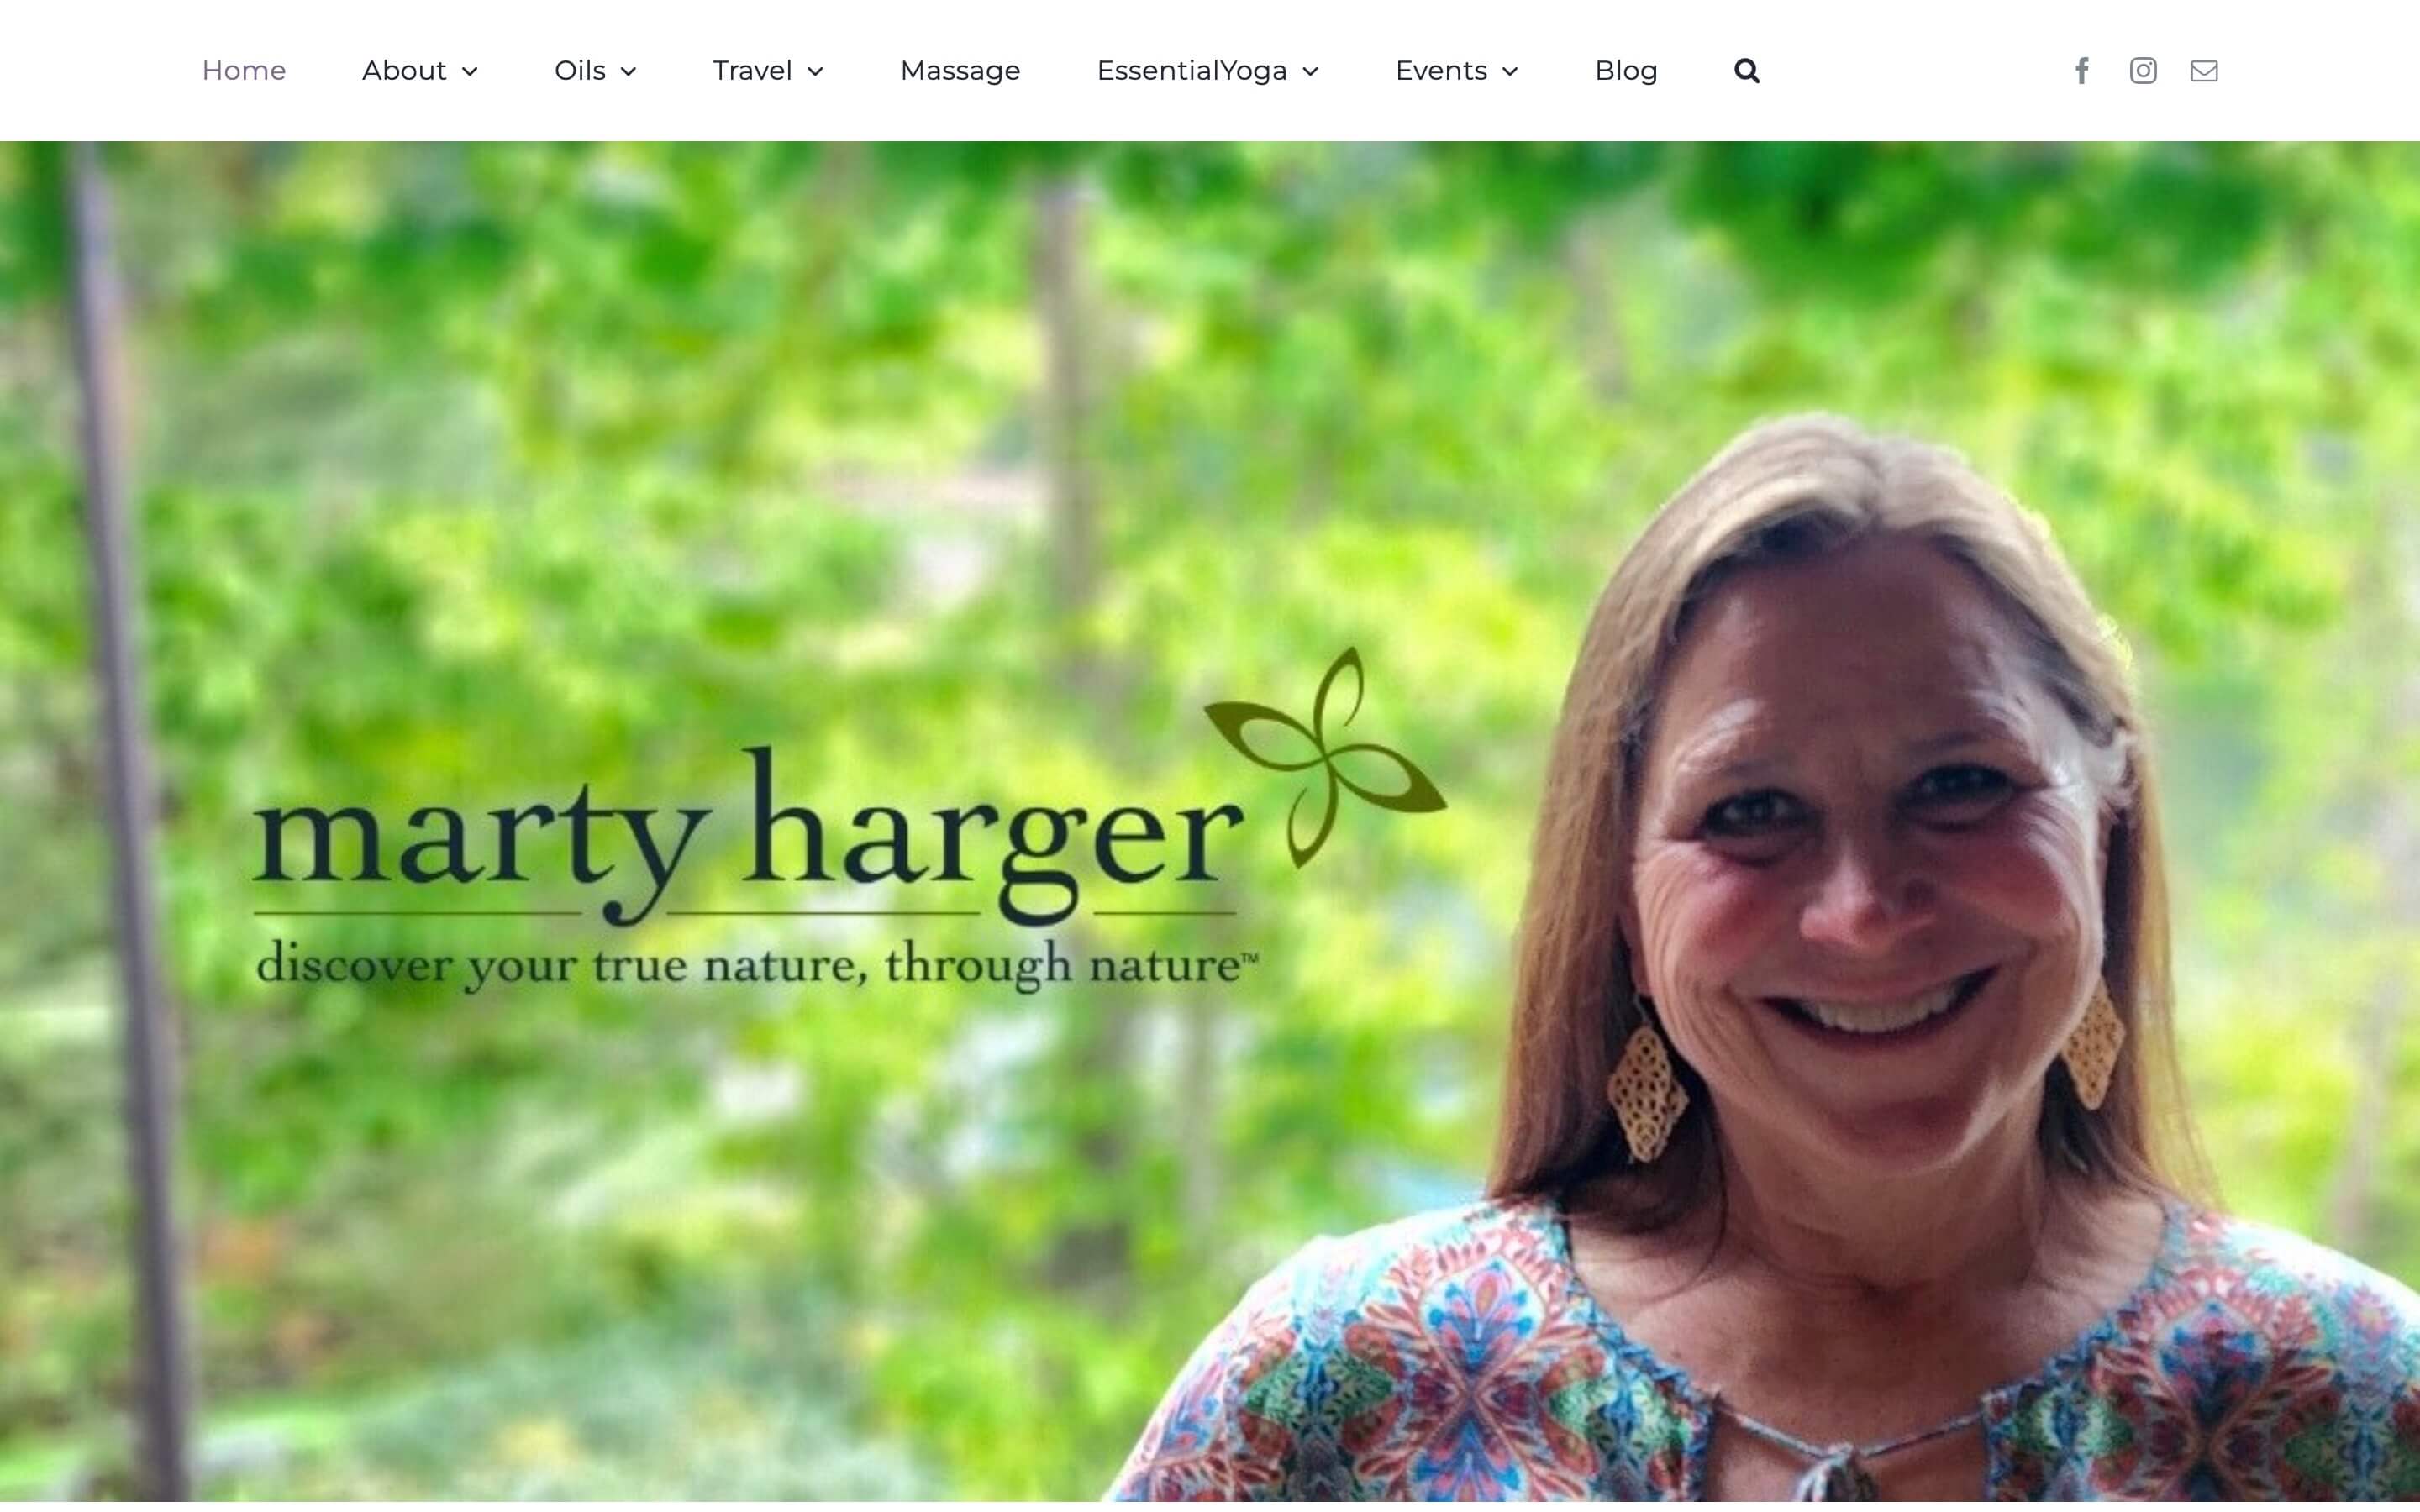 Home About Oils Travel Massage EssentialYoga Events Blog
marty harger
discover your true nature, through nature™